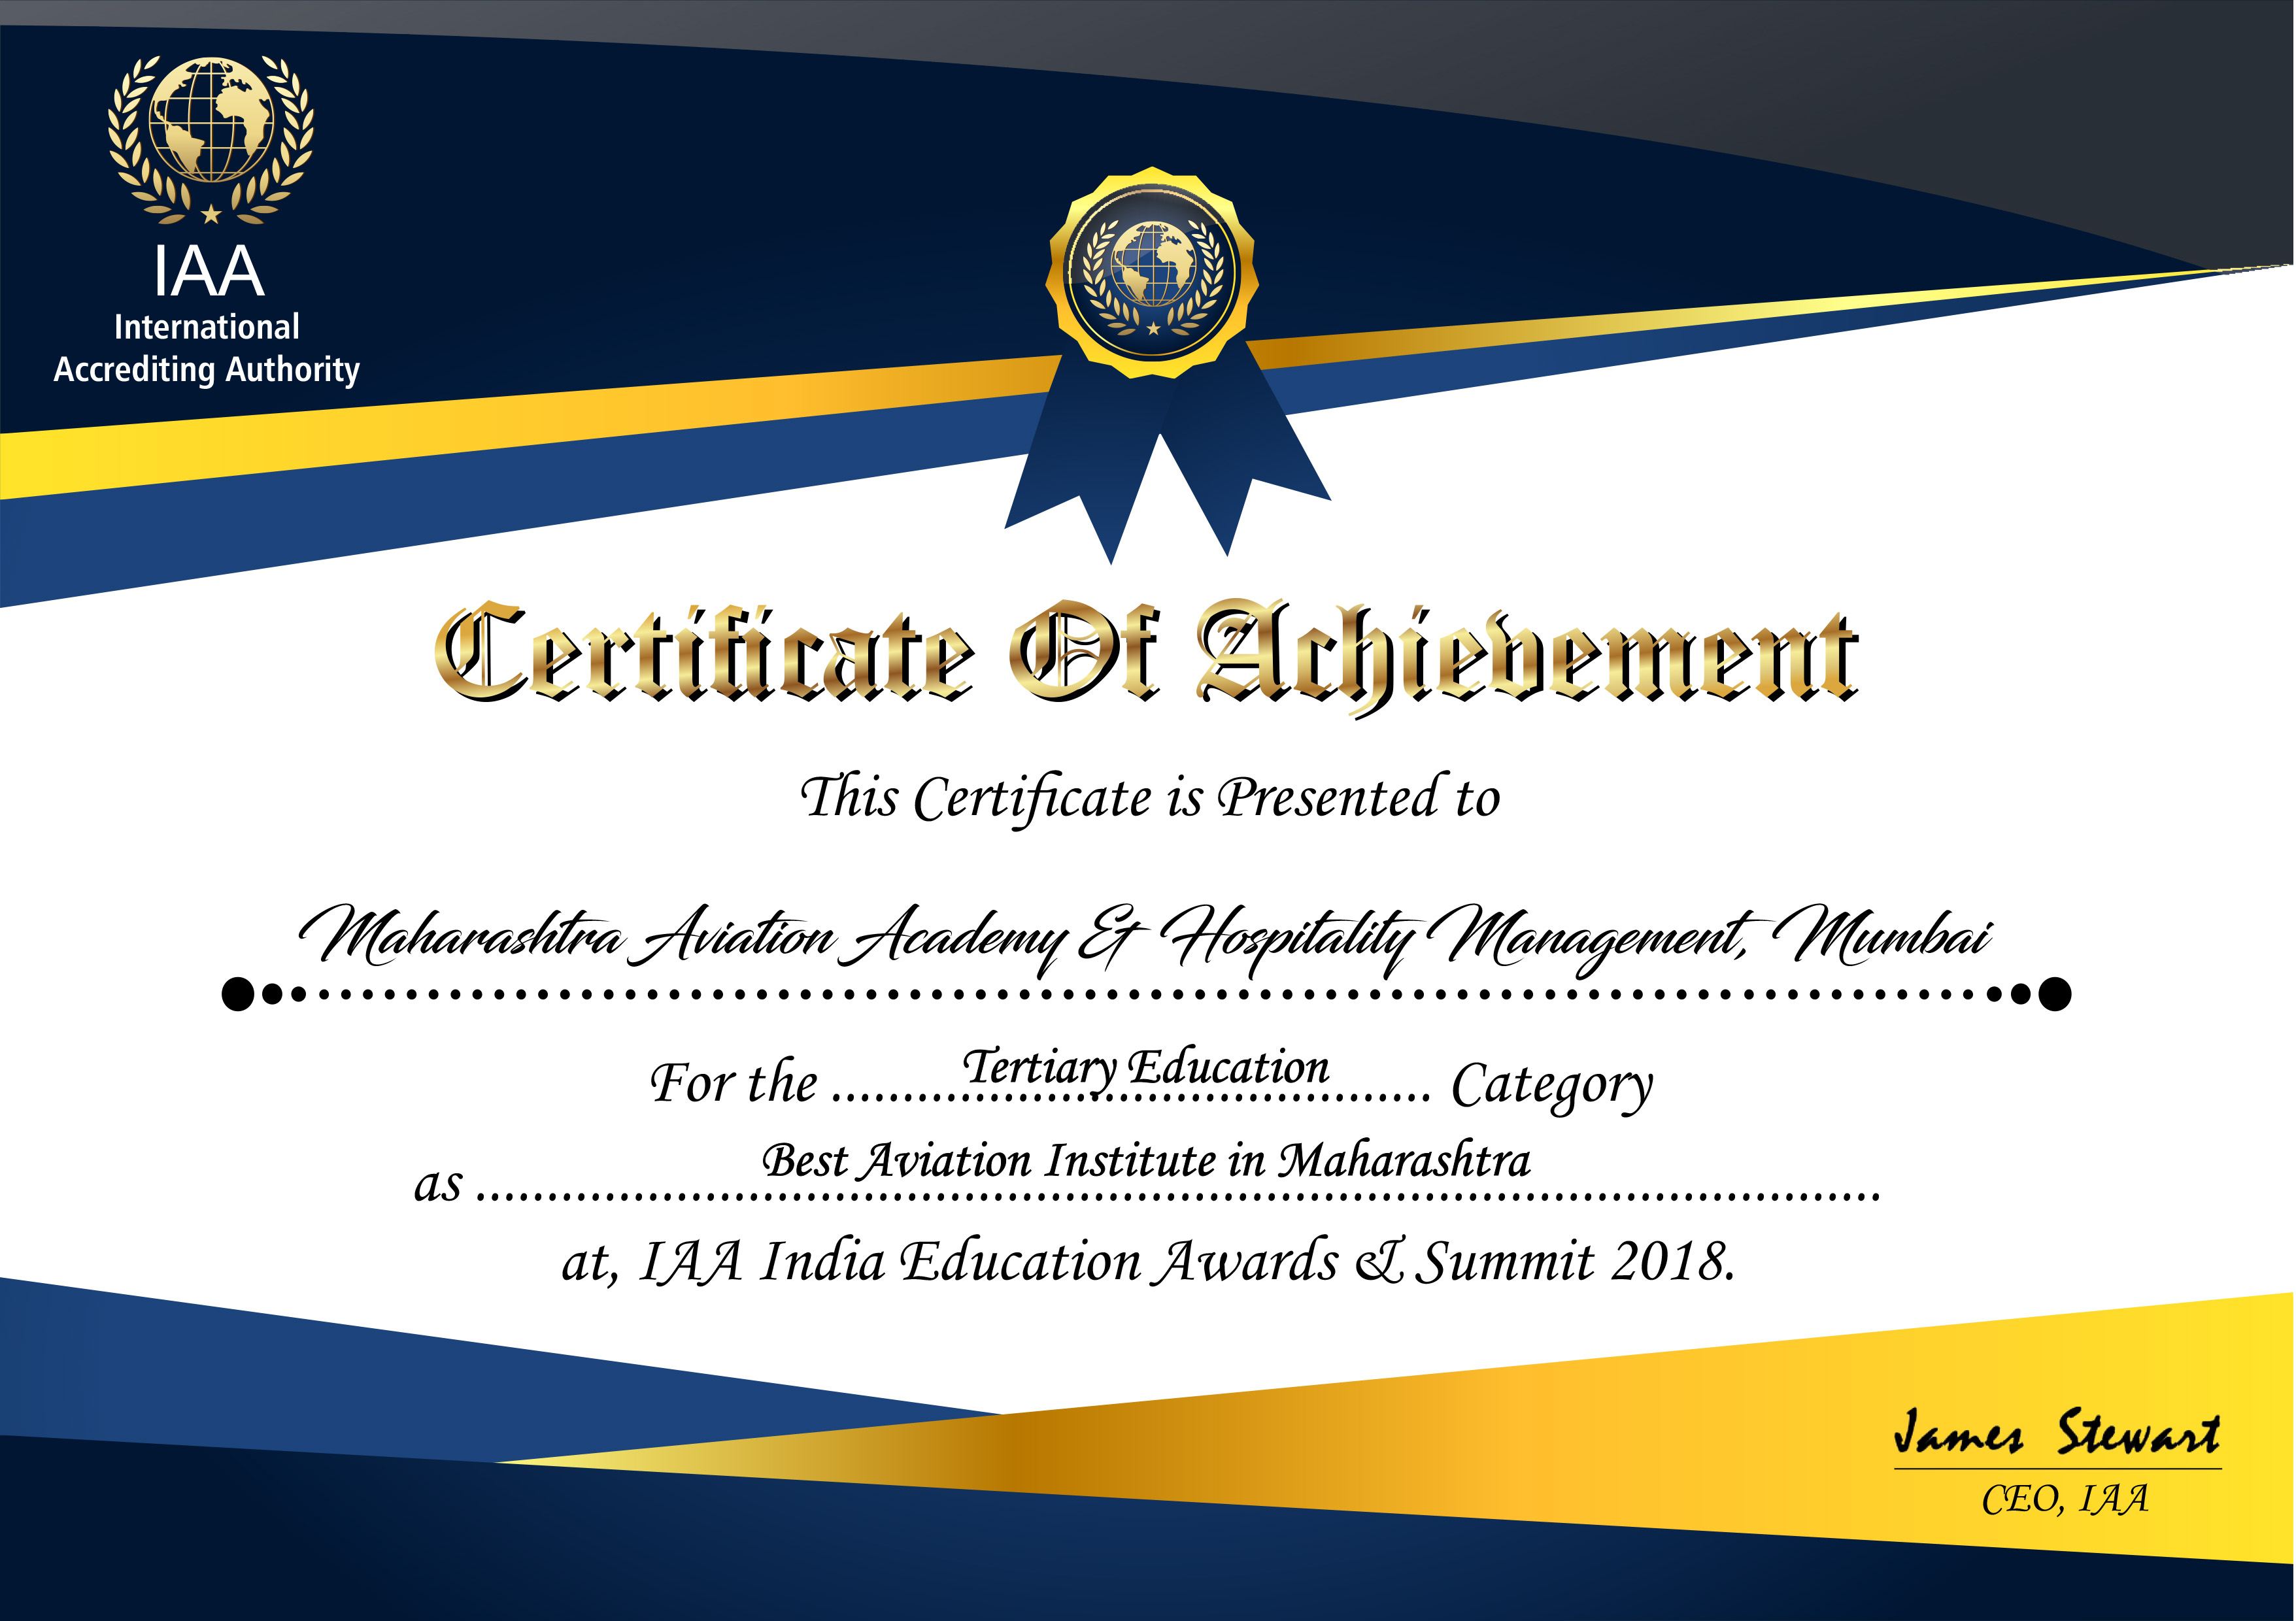 IAA
International
Accrediting Authority
Certificate Of Achievement
This Certificate is Presented to
Maharashtra Aviation Academy & Hospitality Management, Mumbai
For the ........................................ Category
Tertiary Education
as ................................................................................................
Best Aviation Institute in Maharashtra
at, IAA India Education Awards & Summit 2018.
James Stewart
CEO, IAA